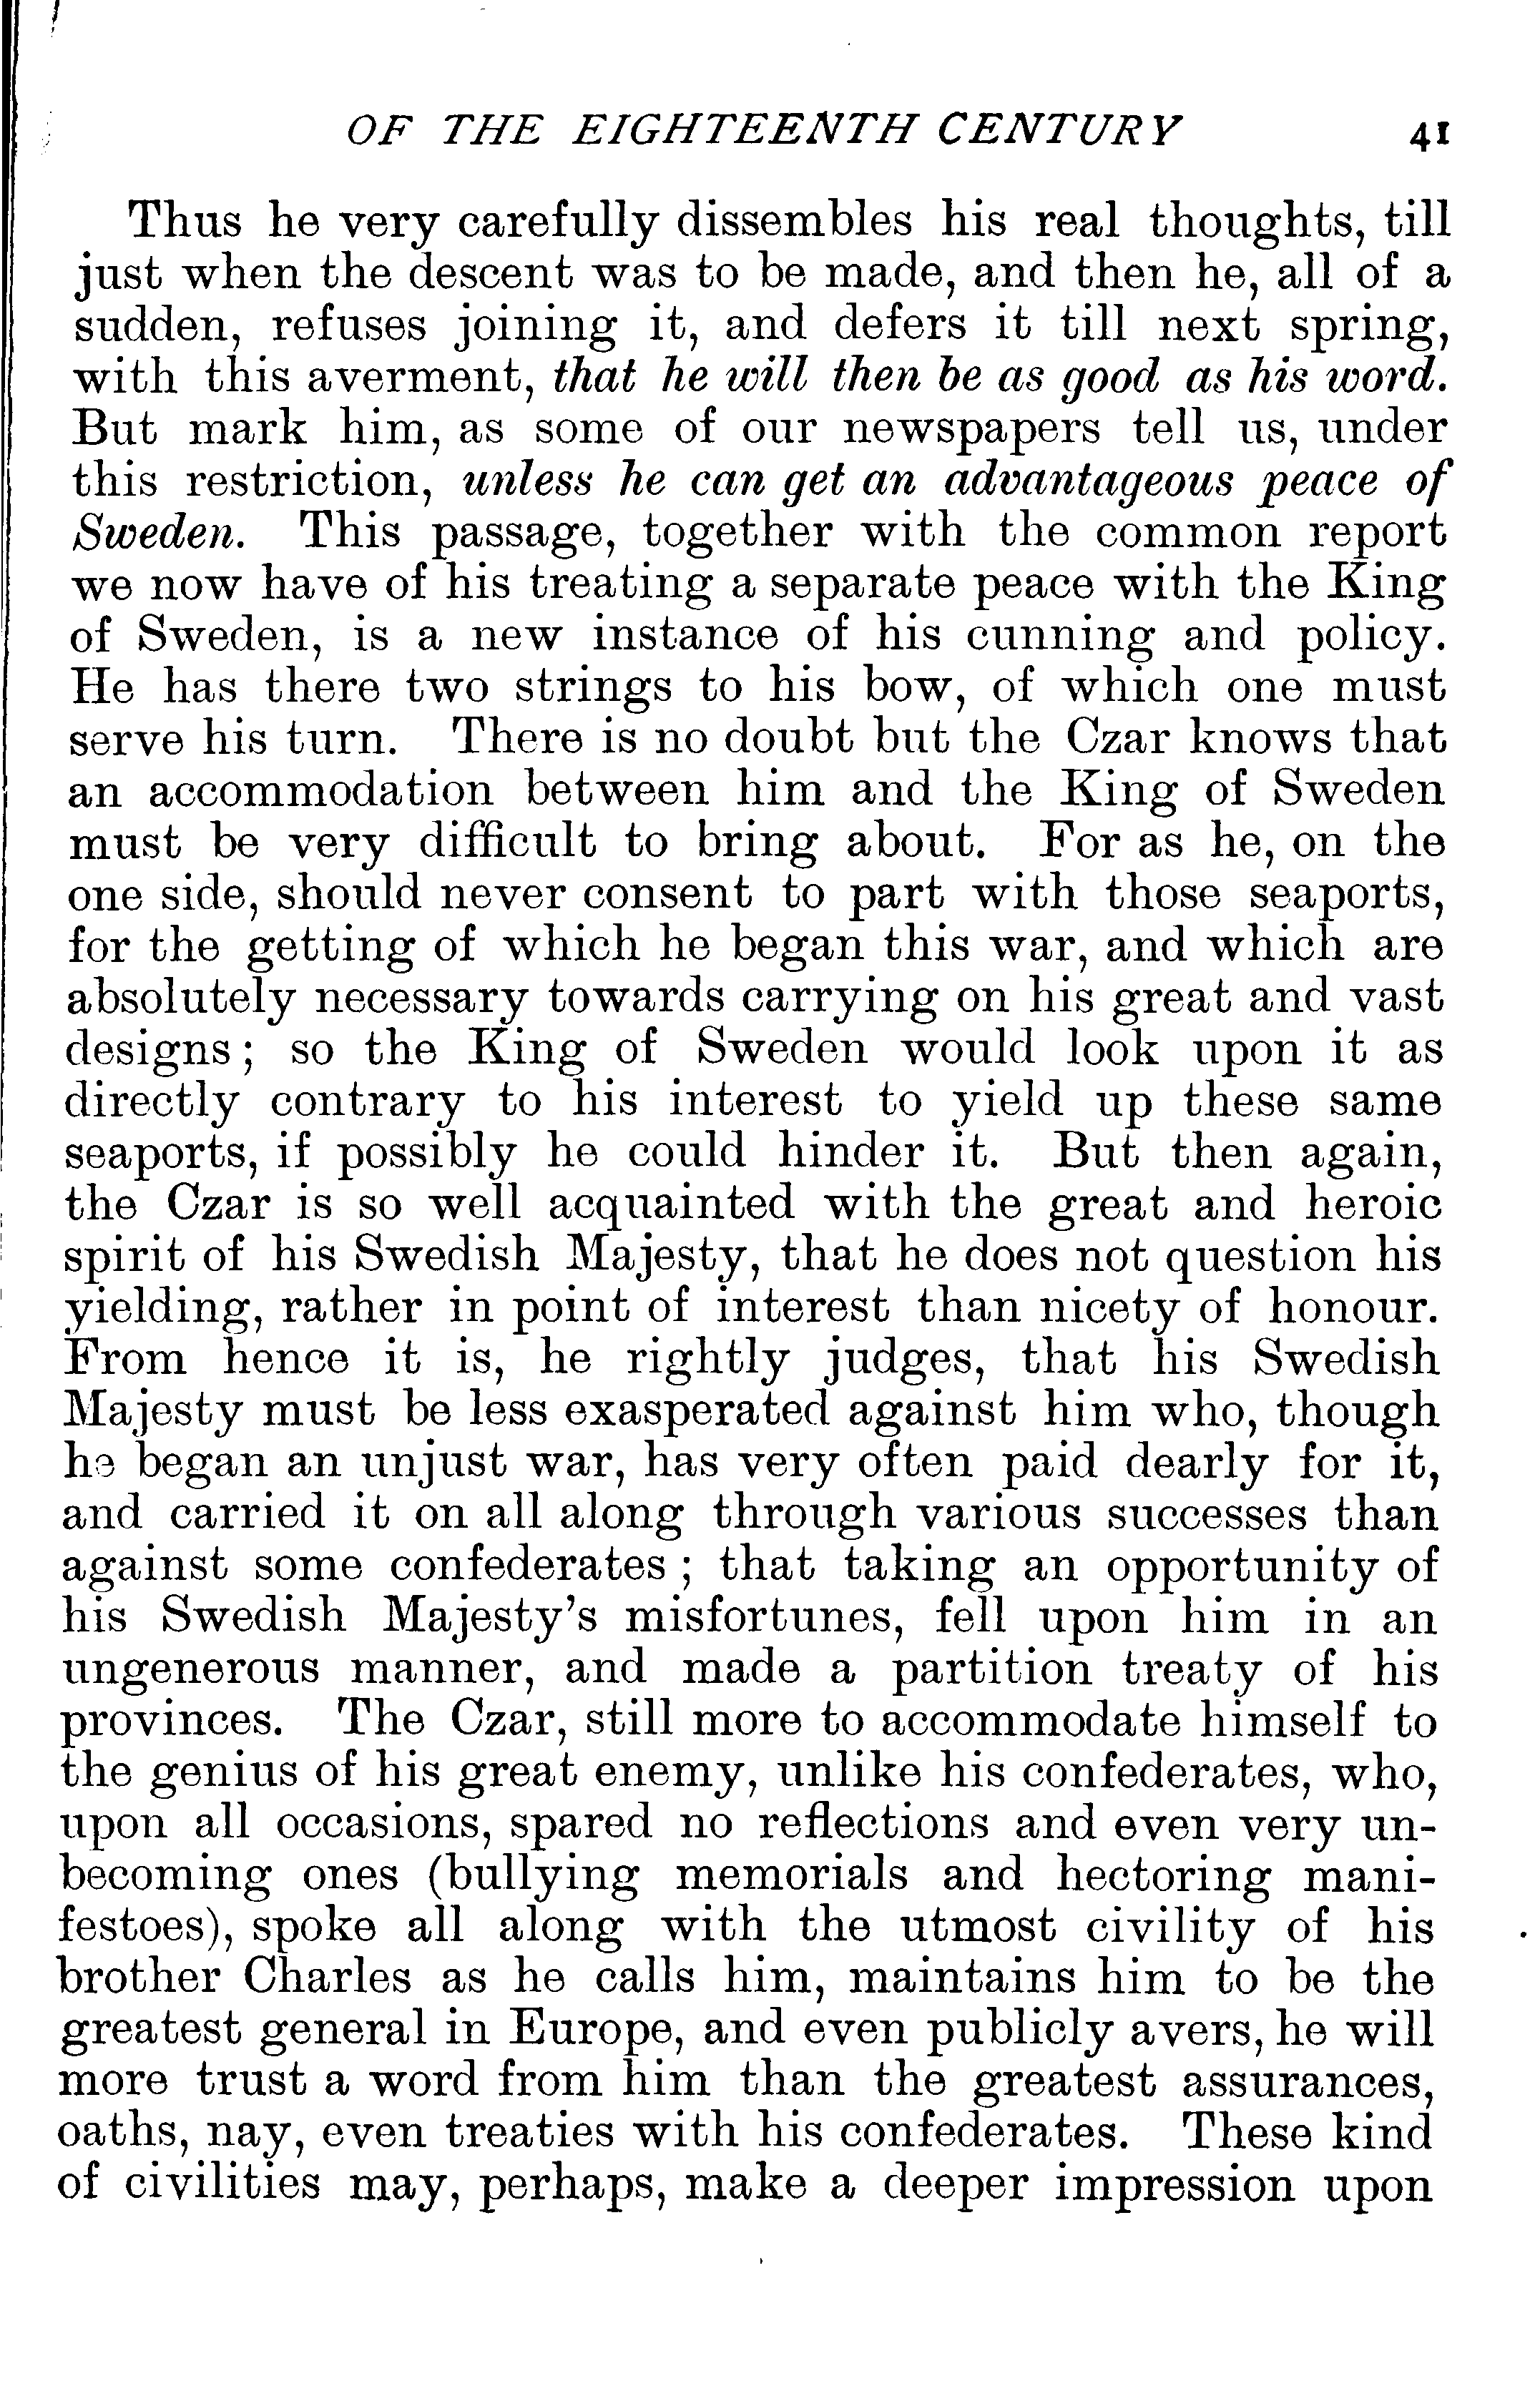 OF THE EIGHTEENTH CENTURY 41
Thus he very carefully dissembles his real thoughts, till
just when the descent was to be made, and then he, all of a
sudden, refuses joining it, and defers it till next spring,
with this averment, that he will then be as good as his word.
But mark him, as some of our newspapers tell us, under
this restriction, unless he can get an advantageous peace of
Sweden. This passage, together with the common report
we now have of his treating a separate peace with the King
of Sweden, is a new instance of his cunning and policy.
He has there two strings to his bow, of which one must
serve his turn. There is no doubt but the Czar knows that
an accommodation between him and the King of Sweden
must be very difficult to bring about. For as he, on the
one side, should never consent to part with those seaports,
for the getting of which he began this war, and which are
absolutely necessary towards carrying on his great and vast
designs; so the King of Sweden would look upon it as
directly contrary to his interest to yield up these same
seaports, if possibly he could hinder it. But then again,
the Czar is so well acquainted with the great and heroic
spirit of his Swedish Majesty, that he does not question his
yielding, rather in point of interest than nicety of honour.
From hence it is, he rightly judges, that his Swedish
Majesty must be less exasperated against him who, though
he began an unjust war, has very often paid dearly for it,
and carried it on all along through various successes than
against some confederates; that taking an opportunity of
his Swedish Majesty's misfortunes, fell upon him in an
ungenerous manner, and made a partition treaty of his
provinces. The Czar, still more to accommodate himself to
the genius of his great enemy, unlike his confederates, who,
upon all occasions, spared no reflections and even very un-
becoming ones (bullying memorials and hectoring mani-
festoes), spoke all along with the utmost civility of his
brother Charles as he calls him, maintains him to be the
greatest general in Europe, and even publicly avers, he will
more trust a word from him than the greatest assurances,
oaths, nay, even treaties with his confederates. These kind
of civilities may, perhaps, make a deeper impression upon